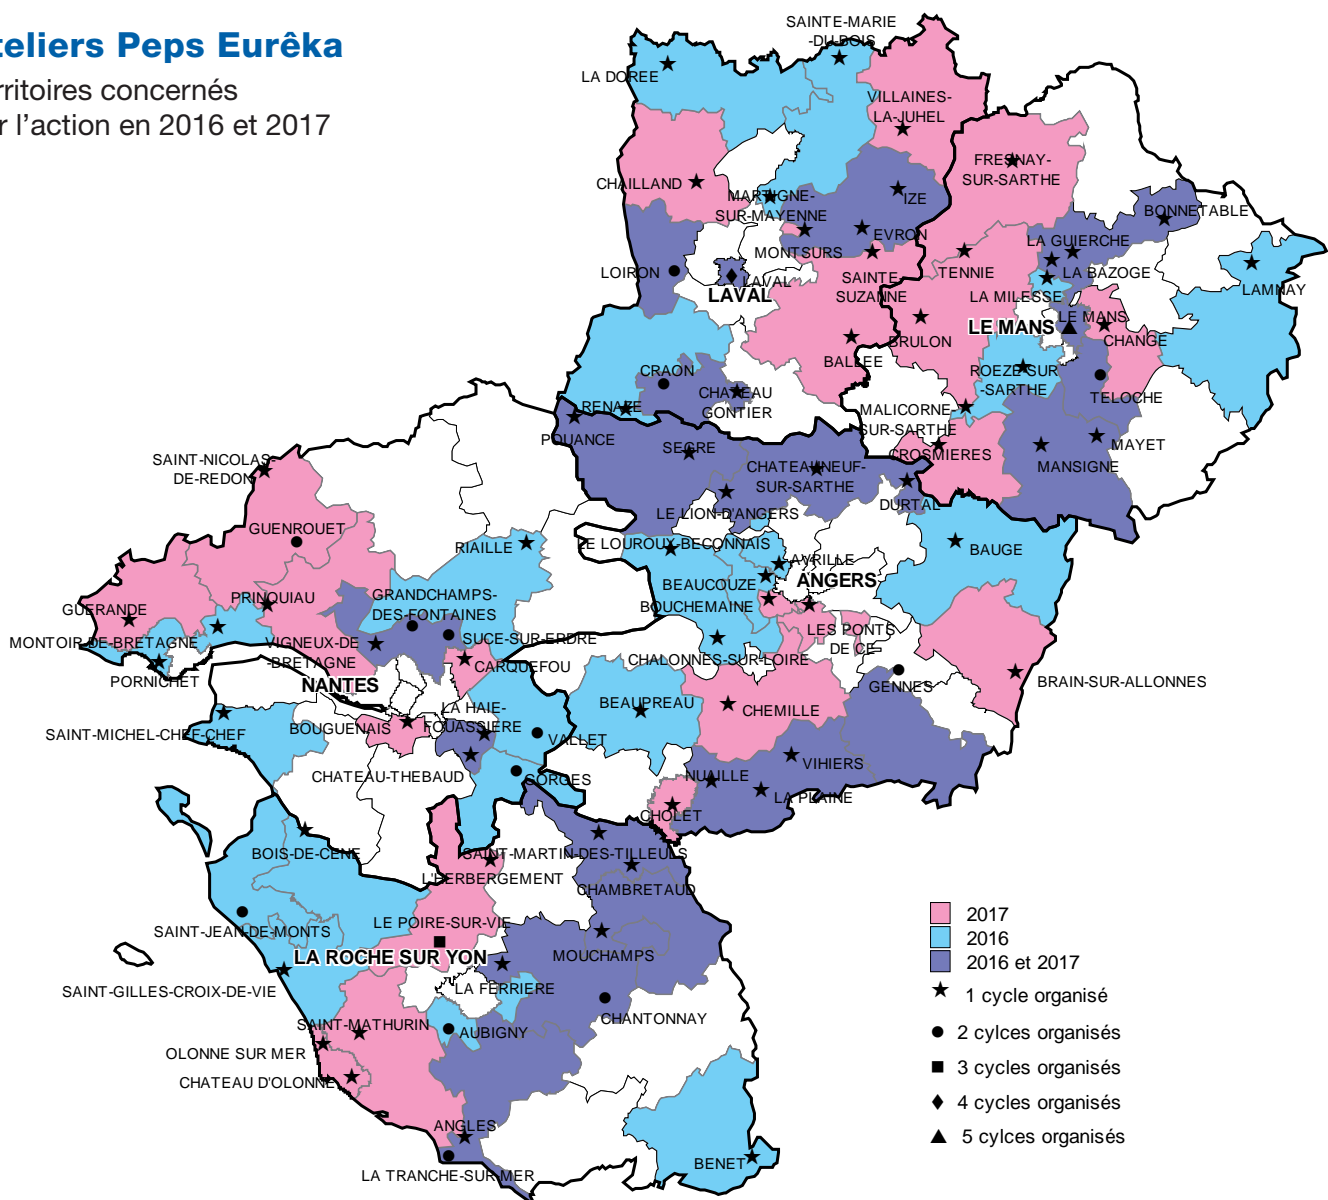 teliers Peps Eurêka
rritoires concernés
r l'action en 2016 et 2017
SAINTE-MARIE
-DU-BOIS
LA DOREE
VILLAINES-
LA-JUHEL
FRESNAY-
SUR-SARTHE
CHAILLAND
MARTIGNE-
SUR-MAYENNE
IZE
BONNETABLE
EVRON
MONTSURS
LA GUIERCHE
LOIRON
LAVAL
LAVAL
SAINTE-
SUZANNE
TENNIE
LA BAZOGE
LAMNAY
LA MILESSE
LE MANS
LE MANS
CHANGE
BRULON
BALLEE
CRAON
ROEZE-SUR
-SARTHE
TELOCHE
CHATEAU
GONTIER
RENAZE
MALICORNE-
SUR-SARTHE
POUANCE
SEGRE
CROSMIERES
MAYET
MANSIGNE
CHATEAUNEUF-
SUR-SARTHE
SAINT-NICOLAS-
DE-REDON
DURTAL
LE LION-D'ANGERS
GUENROUET
RIAILLE
LE LOUROUX-BECONNAIS
BAUGE
AVRILLE
ANGERS
BEAUCOUZE
BOUCHEMAINE
PRINQUIAU
GRANDCHAMPS-
DES-FONTAINES
GUERANDE
LES PONTS
DE CE
MONTOIR-DE-BRETAGNE
VIGNEUX-DE
-BRETAGNE
SUCE-SUR-ERDRE
CARQUEFOU
CHALONNES-SUR-LOIRE
PORNICHET
NANTES
GENNES
BRAIN-SUR-ALLONNES
BEAUPREAU
CHEMILLE
LA HAIE-
FOUASSIERE
BOUGUENAIS
SAINT-MICHEL-CHEF-CHEF
VALLET
VIHIERS
CHATEAU-THEBAUD
GORGES
NUAILLE
LA PLAINE
CHOLET
BOIS-DE-CENE
SAINT-MARTIN-DES-TILLEULS
L'HERBERGEMENT
CHAMBRETAUD
LE POIRE-SUR-VIE
SAINT-JEAN-DE-MONTS
LA ROCHE SUR YON
MOUCHAMPS
SAINT-GILLES-CROIX-DE-VIE
LA FERRIERE
CHANTONNAY
SAINT-MATHURIN
AUBIGNY
OLONNE SUR MER
CHATEAU D'OLONNE
ANGLES
BENET
LA TRANCHE-SUR-MER
2017
2016
2016 et 2017
1 cycle organisé
2 cylces organisés
3 cycles organisés
4 cycles organisés
5 cylces organisés